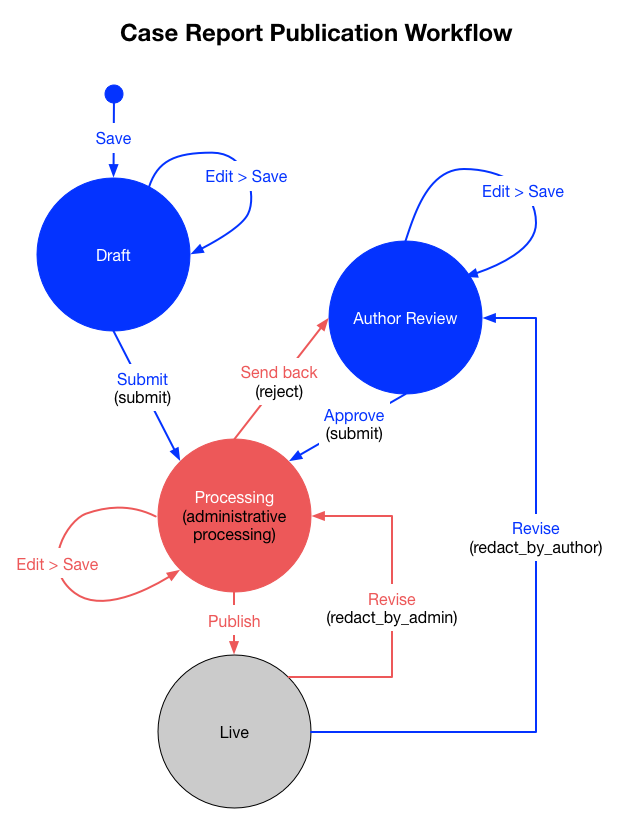 Case Report Publication Workflow
Save
Edit > Save
Draft
Edit > Save
Author Review
Submit
(submit)
Send back
(reject)
Approve
(submit)
Processing
(administrative
processing)
Edit > Save
Revise
(redact_by_author)
Revise
(redact_by_admin)
Publish
Live